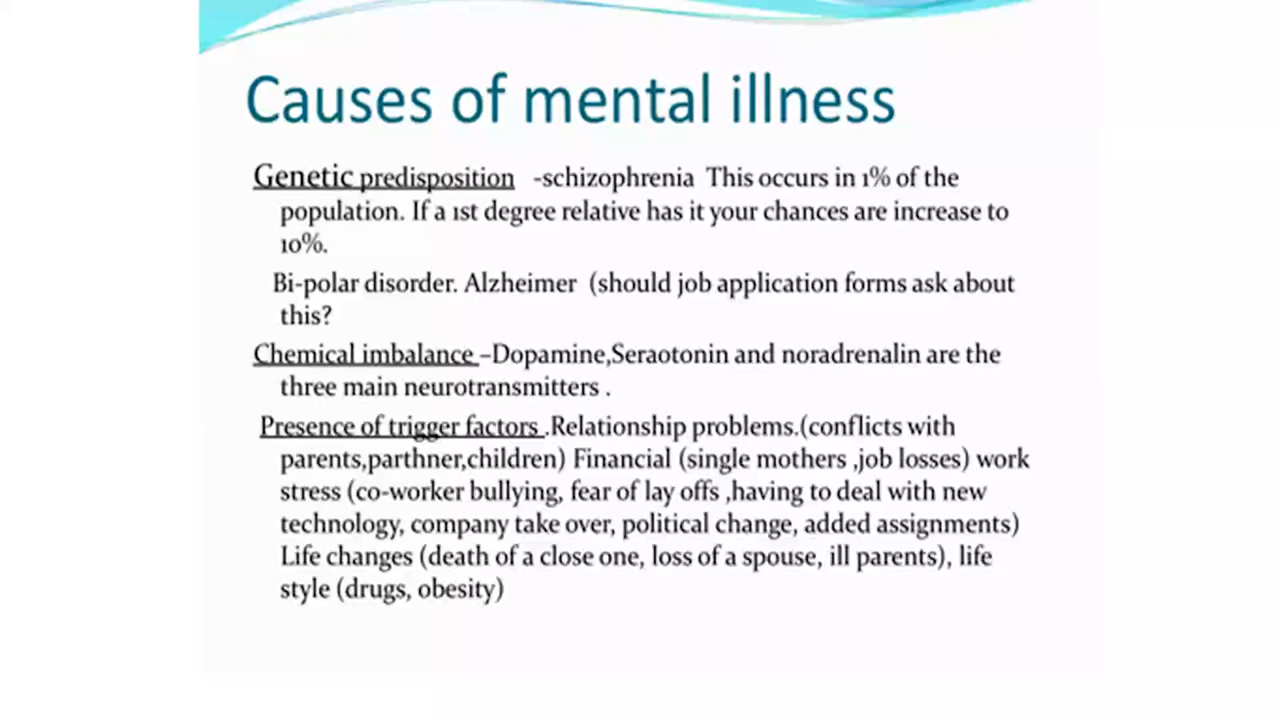 Causes of mental illness
Genetic predisposition -schizophrenia This occurs in 1% of the
population. If a 1st degree relative has it your chances are increase to
10%.
Bi-polar disorder. Alzheimer (should job application forms ask about
this?
Chemical imbalance –Dopamine,Seraotonin and noradrenalin are the
three main neurotransmitters .
Presence of trigger factors .Relationship problems.(conflicts with
parents,parthner,children) Financial (single mothers ,job losses) work
stress (co-worker bullying, fear of lay offs ,having to deal with new
technology, company take over, political change, added assignments)
Life changes (death of a close one, loss of a spouse, ill parents), life
style (drugs, obesity)